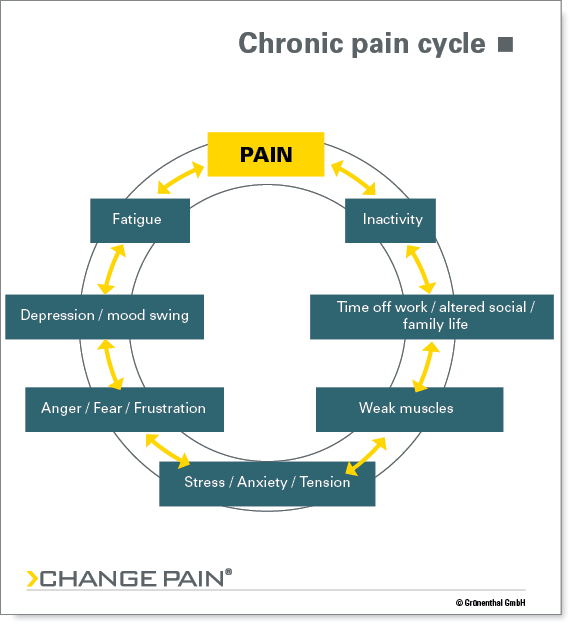 Chronic pain cycle
PAIN
Fatigue
Inactivity
Depression / mood swing
Time off work / altered social /
family life
Anger / Fear / Frustration
Weak muscles
Stress / Anxiety / Tension
CHANGE PAIN®
© Grünenthal GmbH